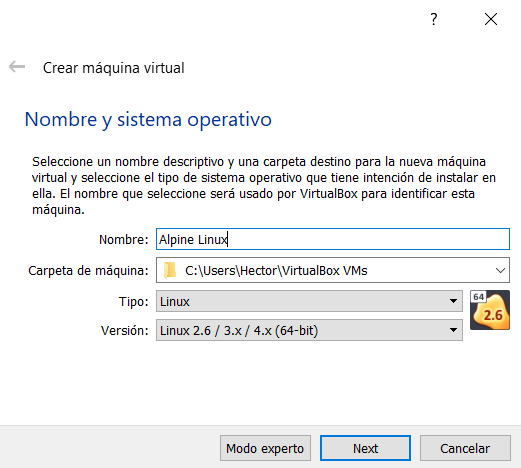 ?
Crear máquina virtual
Nombre y sistema operativo
Seleccione un nombre descriptivo y una carpeta destino para la nueva máquina
virtual y seleccione el tipo de sistema operativo que tiene intención de instalar en
ella. El nombre que seleccione será usado por VirtualBox para identificar esta
máquina.
Nombre: Alpine Linux
Carpeta de máquina: C:\Users\Hector\VirtualBox VMs
Tipo: Linux
Versión: Linux 2.6 / 3.x / 4.x (64-bit)
64
2.6
Modo experto Next Cancelar